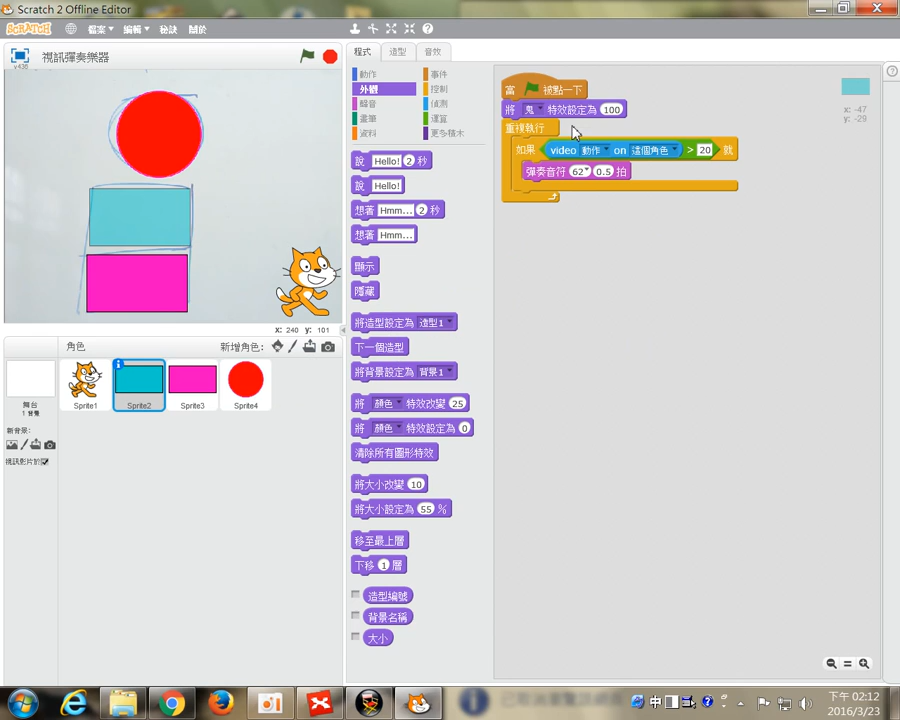 Scratch 2 Offline Editor
SCRATCH 檔案 編輯 秘訣 關於
視訊彈奏樂器
v438
程式 造型 音效
動作 事件
外觀 控制
聲音 偵測
畫筆 運算
資料 更多積木
說 Hello! 2 秒
說 Hello!
想著 Hmm... 2 秒
想著 Hmm...
顯示
隱藏
將造型設定為 造型1
下一個造型
將背景設定為 背景1
將 顏色 特效改變 25
將 顏色 特效設定為 0
清除所有圖形特效
將大小改變 10
將大小設定為 55 %
移至最上層
下移 1 層
造型編號
背景名稱
大小
當 被點一下
將 鬼 特效設定為 100
重複執行
如果 video 動作 on 這個角色 > 20 就
彈奏音符 62 0.5 拍
x: -47
y: -29
x: 240 y: 101
角色 新增角色:
舞台
1 背景
新背景:
視訊影片於
Sprite1 Sprite2 Sprite3 Sprite4
中
下午 02:12
2016/3/23